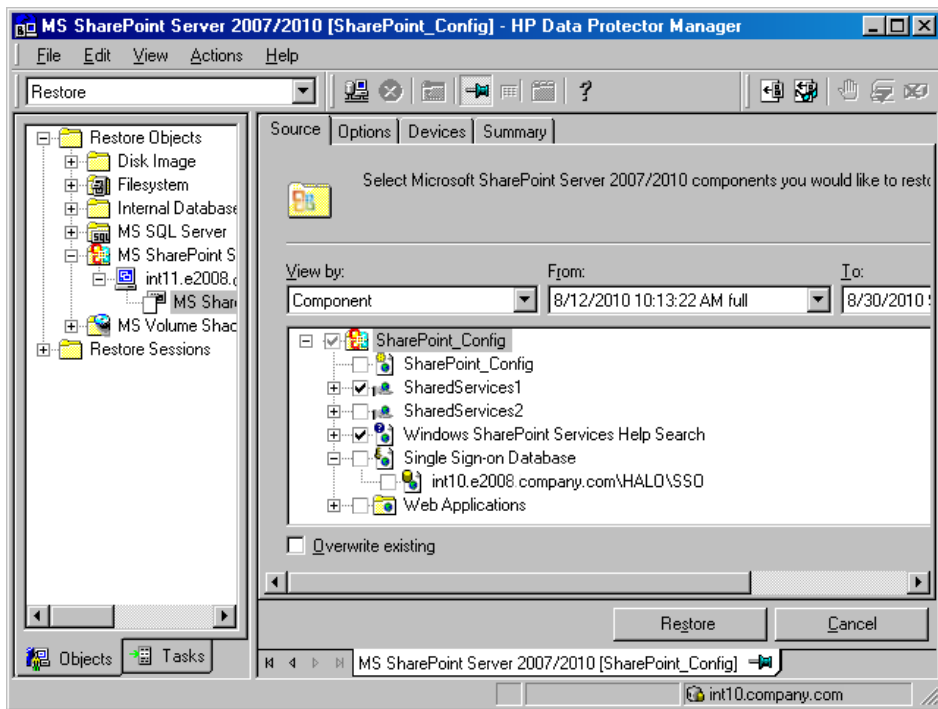 MS SharePoint Server 2007/2010 [SharePoint_Config] - HP Data Protector Manager
File Edit View Actions Help
Restore
Restore Objects
Disk Image
Filesystem
Internal Database
MS SQL Server
MS SharePoint S
int11.e2008.
MS Shar
MS Volume Shad
Restore Sessions
Objects Tasks
Source Options Devices Summary
Select Microsoft SharePoint Server 2007/2010 components you would like to resto
View by: From: To:
Component 8/12/2010 10:13:22 AM full 8/30/2010
SharePoint_Config
SharePoint_Config
SharedServices1
SharedServices2
Windows SharePoint Services Help Search
Single Sign-on Database
int10.e2008.company.com\HALO\SSO
Web Applications
Overwrite existing
Restore Cancel
MS SharePoint Server 2007/2010 [SharePoint_Config]
int10.company.com